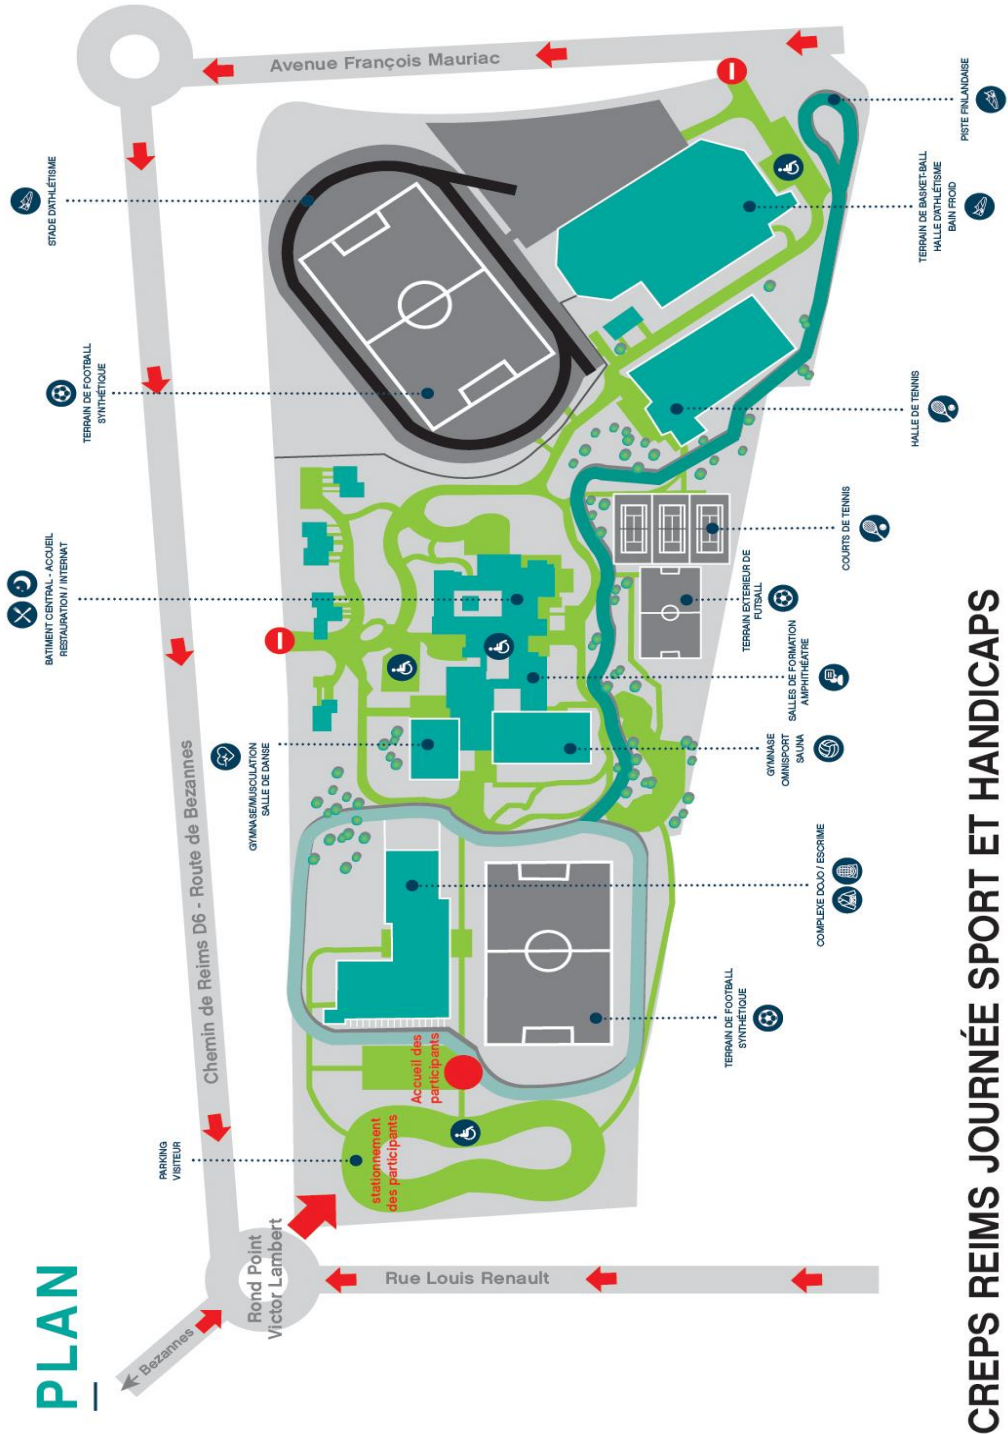 PLAN
Bezannes
Rond Point
Victor Lambert
Chemin de Reims D6 - Route de Bezannes
Avenue François Mauriac
Rue Louis Renault
PARKING
VISITEUR
GYMNASE/MUSCULATION
SALLE DE DANSE
BATIMENT CENTRAL - ACCUEIL
RESTAURATION / INTERNAT
TERRAIN DE FOOTBALL
SYNTHÉTIQUE
STADE D'ATHLÉTISME
stationnement
des participants
Accueil des
participants
TERRAIN DE FOOTBALL
SYNTHÉTIQUE
COMPLEXE DOJO / ESCRIME
GYMNASE
OMNISPORT
SAUNA
SALLES DE FORMATION
AMPHITHÉATRE
TERRAIN EXTERIEUR DE
FUTSALL
COURTS DE TENNIS
HALLE DE TENNIS
TERRAIN DE BASKET-BALL
HALLE D'ATHLÉTISME
BAIN FROID
PISTE FINLANDAISE
CREPS REIMS JOURNÉE SPORT ET HANDICAPS